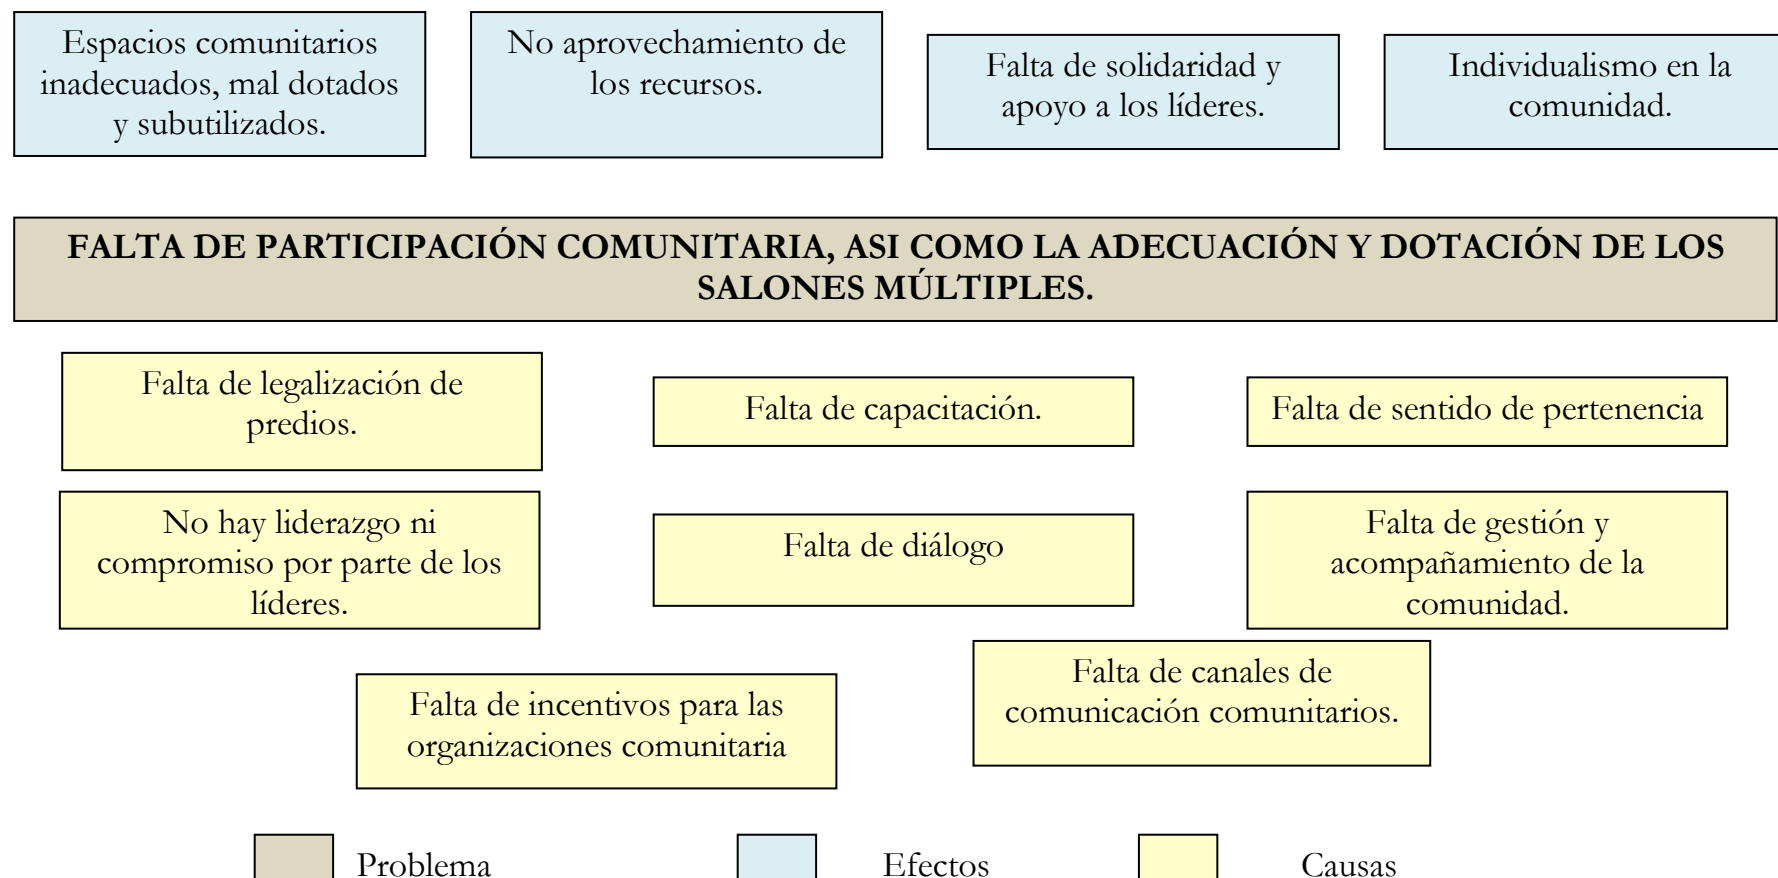 Espacios comunitarios
inadecuados, mal dotados
y subutilizados.
No aprovechamiento de
los recursos.
Falta de solidaridad y
apoyo a los líderes.
Individualismo en la
comunidad.
FALTA DE PARTICIPACIÓN COMUNITARIA, ASI COMO LA ADECUACIÓN Y DOTACIÓN DE LOS
SALONES MÚLTIPLES.
Falta de legalización de
predios.
Falta de capacitación.
Falta de sentido de pertenencia
No hay liderazgo ni
compromiso por parte de los
líderes.
Falta de diálogo
Falta de gestión y
acompañamiento de la
comunidad.
Falta de incentivos para las
organizaciones comunitaria
Falta de canales de
comunicación comunitarios.
Problema
Efectos
Causas